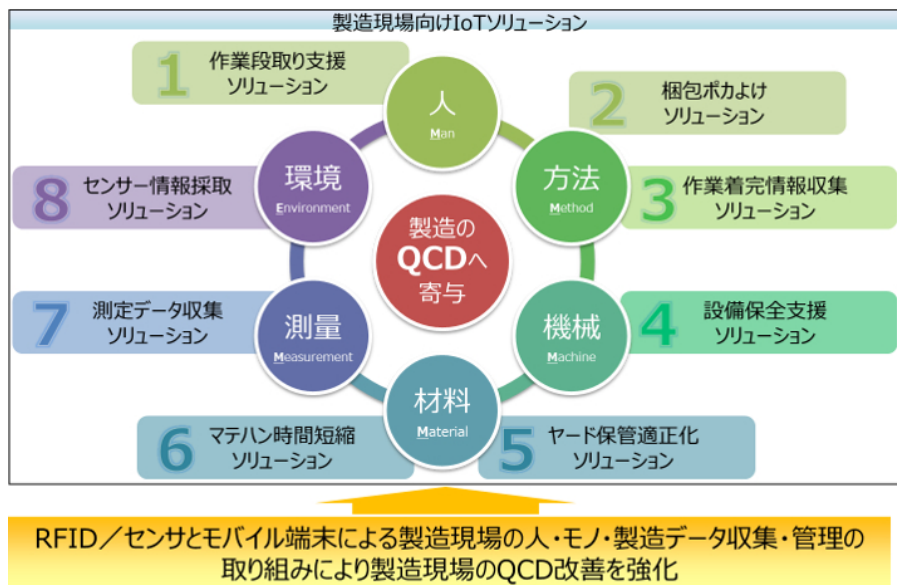 製造現場向けIoTソリューション
1
作業段取り支援
ソリューション
人
Man
2
梱包ポカよけ
ソリューション
8
センサー情報採取
ソリューション
環境
Environment
方法
Method
3
作業着完情報収集
ソリューション
製造の
QCDへ
寄与
7
測定データ収集
ソリューション
測量
Measurement
機械
Machine
4
設備保全支援
ソリューション
材料
Material
6
マテハン時間短縮
ソリューション
5
ヤード保管適正化
ソリューション
RFID／センサとモバイル端末による製造現場の人・モノ・製造データ収集・管理の
取り組みにより製造現場のQCD改善を強化